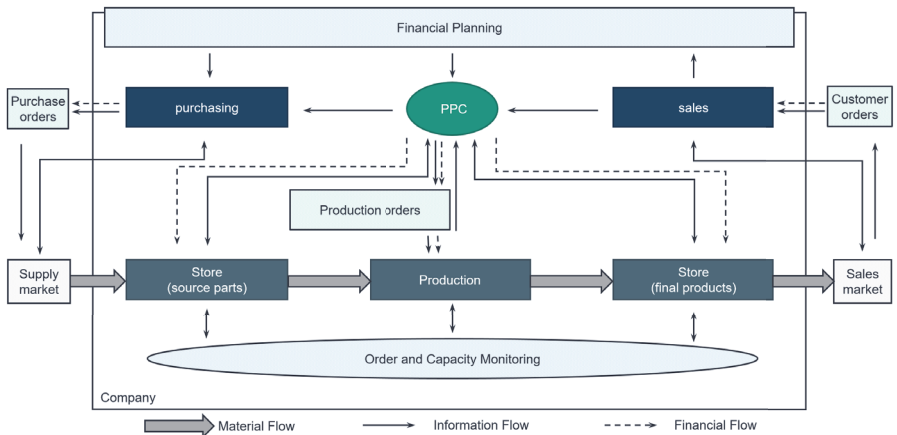 Financial Planning
Purchase
orders
purchasing
PPC
sales
Customer
orders
Production orders
Supply
market
Store
(source parts)
Production
Store
(final products)
Sales
market
Order and Capacity Monitoring
Company
Material Flow
Information Flow
Financial Flow